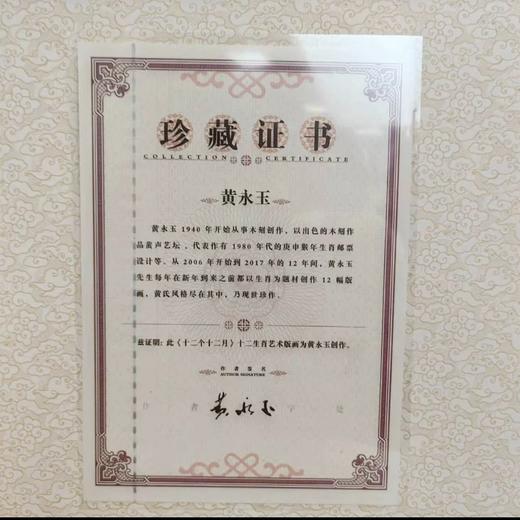 珍藏证书
COLLECTION CERTIFICATE
黄永玉
黄永玉 1940 年开始从事木刻创作，以出色的木刻作
品蜚声艺坛，代表作有 1980 年代的庚申猴年生肖邮票
设计等。从 2006 年开始到 2017 年的 12 年间，黄永玉
先生每年在新年到来之前都以生肖为题材创作 12 幅版
画，黄氏风格尽在其中，乃现世珍作。
兹证明：此《十二个十二月》十二生肖艺术版画为黄永玉创作。
作者签名
AUTHOR SIGNATURE
作者 黄永玉 字处